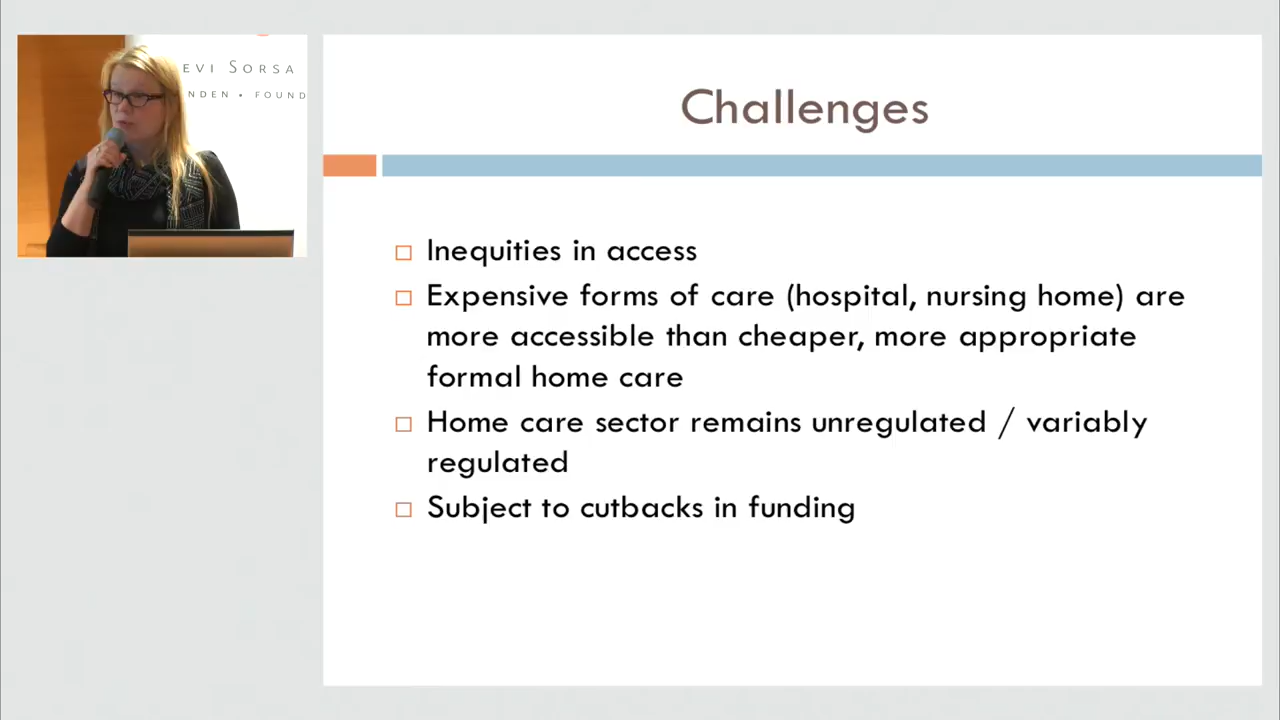 EVI SORSA
NDEN • FOUND
Challenges
Inequities in access
Expensive forms of care (hospital, nursing home) are
more accessible than cheaper, more appropriate
formal home care
Home care sector remains unregulated / variably
regulated
Subject to cutbacks in funding